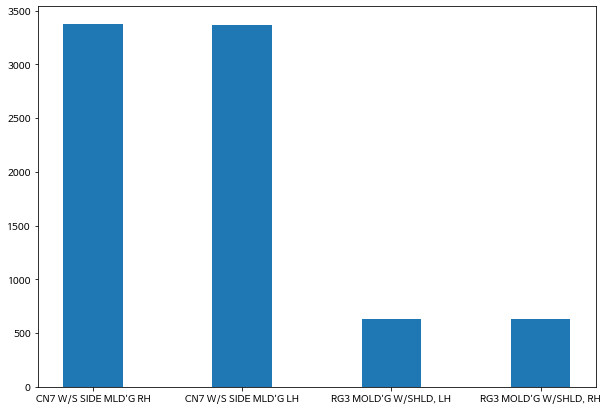 3500
3000
2500
2000
1500
1000
500
0
CN7 W/S SIDE MLD'G RH
CN7 W/S SIDE MLD'G LH
RG3 MOLD'G W/SHLD, LH
RG3 MOLD'G W/SHLD, RH